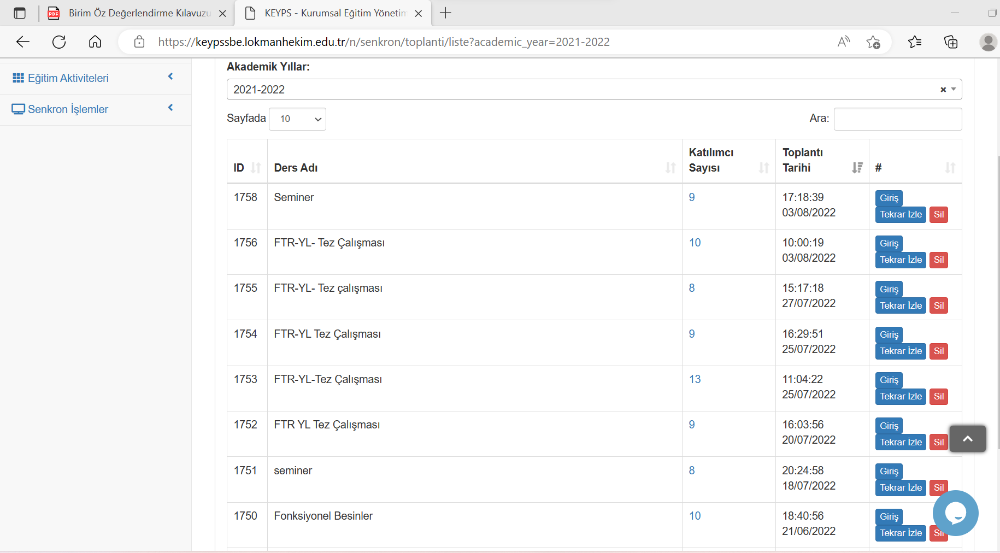 Birim Öz Değerlendirme Kılavuzu
KEYPS - Kurumsal Eğitim Yönetim
https://keypssbe.lokmanhekim.edu.tr/n/senkron/toplanti/liste?academic_year=2021-2022
Eğitim Aktiviteleri
Senkron İşlemler
Akademik Yıllar:
2021-2022
Sayfada 10
Ara:
ID Ders Adı Katılımcı Sayısı Toplantı Tarihi #
1758 Seminer 9 17:18:39 Giriş
03/08/2022 Tekrar İzle Sil
1756 FTR-YL- Tez Çalışması 10 10:00:19 Giriş
03/08/2022 Tekrar İzle Sil
1755 FTR-YL- Tez çalışması 8 15:17:18 Giriş
27/07/2022 Tekrar İzle Sil
1754 FTR-YL Tez Çalışması 9 16:29:51 Giriş
25/07/2022 Tekrar İzle Sil
1753 FTR-YL-Tez Çalışması 13 11:04:22 Giriş
25/07/2022 Tekrar İzle Sil
1752 FTR YL Tez Çalışması 9 16:03:56 Giriş
20/07/2022 Tekrar İzle Sil
1751 seminer 8 20:24:58 Giriş
18/07/2022 Tekrar İzle Sil
1750 Fonksiyonel Besinler 10 18:40:56 Giriş
21/06/2022 Tekrar İzle Sil